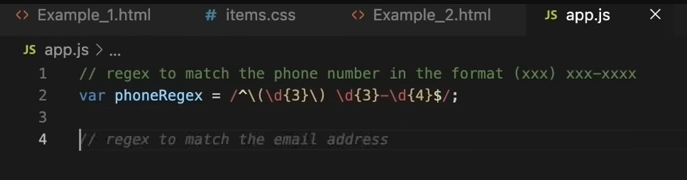 Example_1.html
items.css
Example_2.html
JS app.js
JS app.js > ...
1 // regex to match the phone number in the format (xxx) xxx-xxxx
2 var phoneRegex = /^\(\d{3}\) \d{3}-\d{4}$/;
3
4 // regex to match the email address